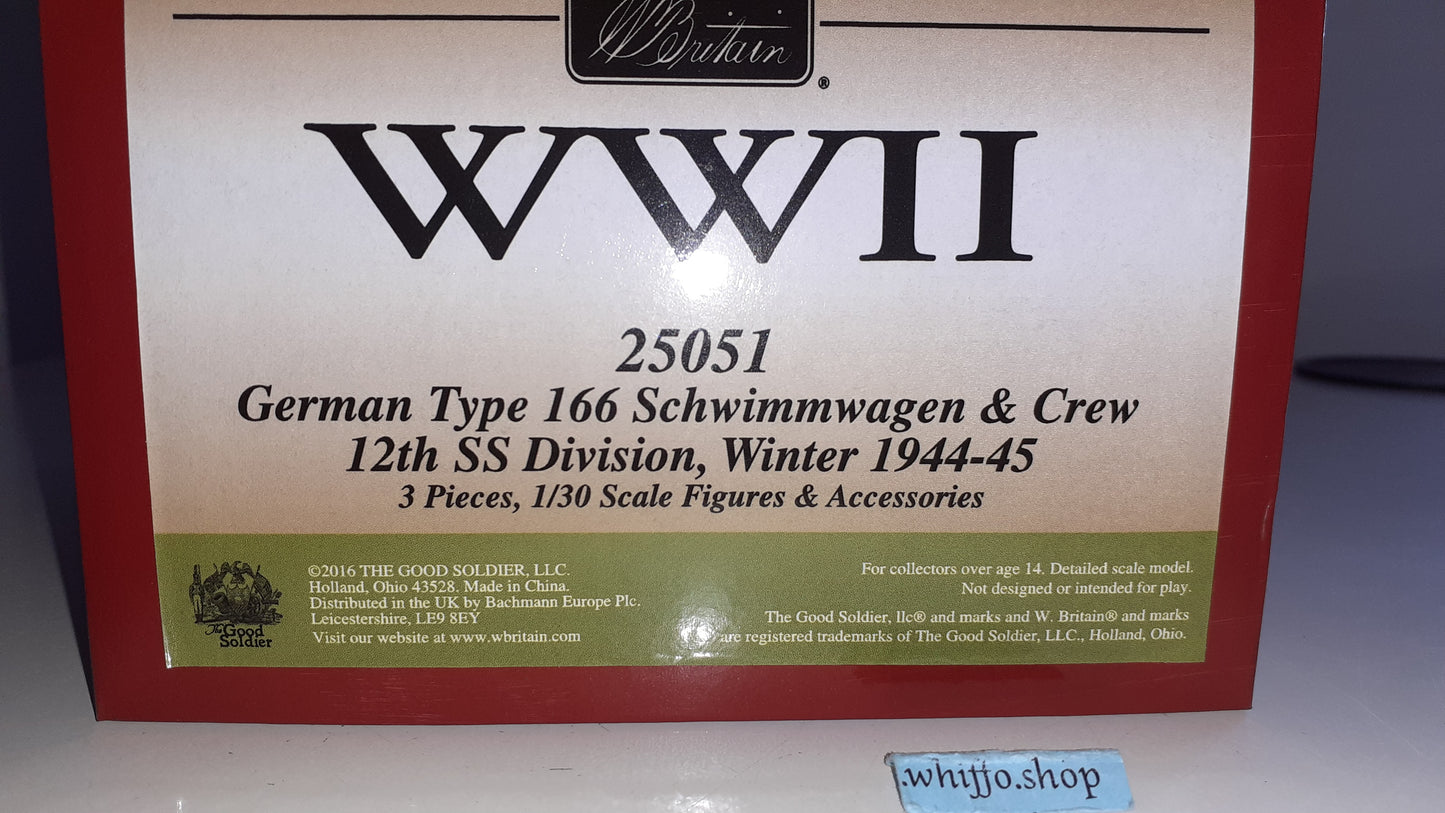 W Britain
®
WWII
25051
German Type 166 Schwimmwagen & Crew
12th SS Division, Winter 1944-45
3 Pieces, 1/30 Scale Figures & Accessories
The Good
Soldier
©2016 THE GOOD SOLDIER, LLC.
Holland, Ohio 43528. Made in China.
Distributed in the UK by Bachmann Europe Plc.
Leicestershire, LE9 8EY
Visit our website at www.wbritain.com
For collectors over age 14. Detailed scale model.
Not designed or intended for play.
The Good Soldier, llc® and marks and W. Britain® and marks
are registered trademarks of The Good Soldier, LLC., Holland, Ohio.
.whiffo.shop